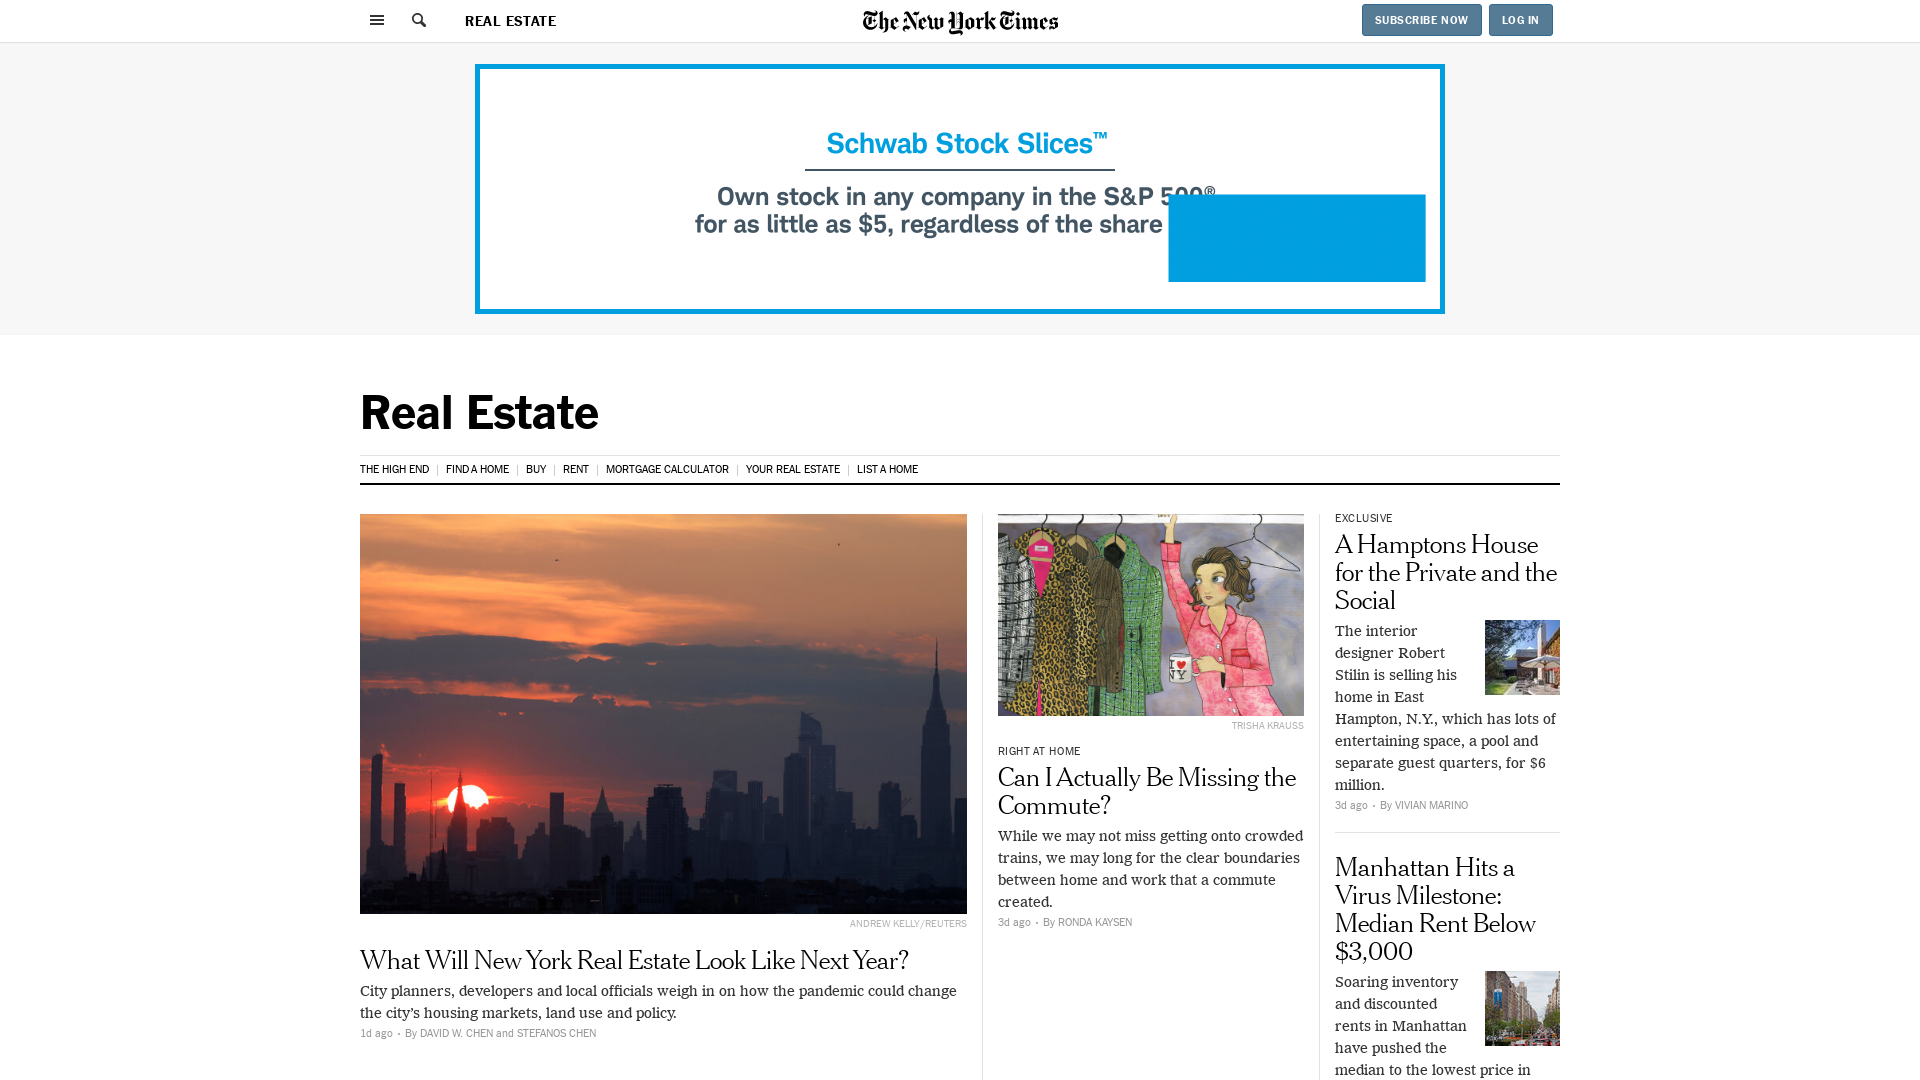 REAL ESTATE
The New York Times
SUBSCRIBE NOW
LOG IN
Schwab Stock Slices™
Own stock in any company in the S&P 500®
for as little as $5, regardless of the share
Real Estate
THE HIGH END
FIND A HOME
BUY
RENT
MORTGAGE CALCULATOR
YOUR REAL ESTATE
LIST A HOME
ANDREW KELLY/REUTERS
What Will New York Real Estate Look Like Next Year?
City planners, developers and local officials weigh in on how the pandemic could change
the city’s housing markets, land use and policy.
1d ago • By DAVID W. CHEN and STEFANOS CHEN
I ♥
NY
TRISHA KRAUSS
RIGHT AT HOME
Can I Actually Be Missing the
Commute?
While we may not miss getting onto crowded
trains, we may long for the clear boundaries
between home and work that a commute
created.
3d ago • By RONDA KAYSEN
EXCLUSIVE
A Hamptons House
for the Private and the
Social
The interior
designer Robert
Stilin is selling his
home in East
Hampton, N.Y., which has lots of
entertaining space, a pool and
separate guest quarters, for $6
million.
3d ago • By VIVIAN MARINO
Manhattan Hits a
Virus Milestone:
Median Rent Below
$3,000
Soaring inventory
and discounted
rents in Manhattan
have pushed the
median to the lowest price in